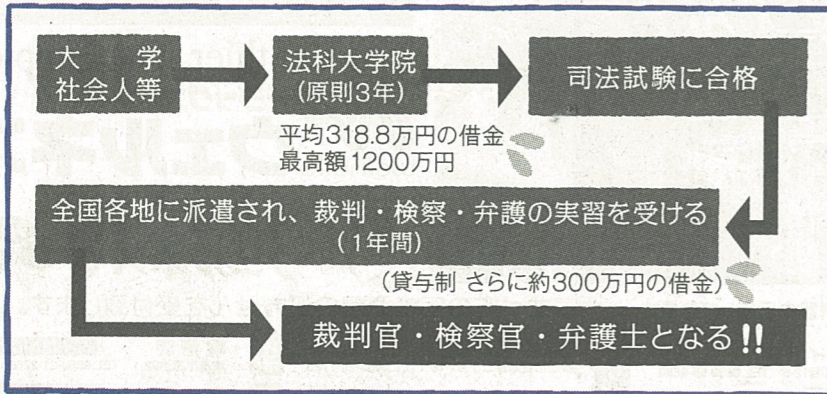 大　学
社会人等
法科大学院
(原則3年)
司法試験に合格
平均318.8万円の借金
最高額1200万円
全国各地に派遣され、裁判・検察・弁護の実習を受ける
(1年間)
(貸与制 さらに約300万円の借金)
裁判官・検察官・弁護士となる!!